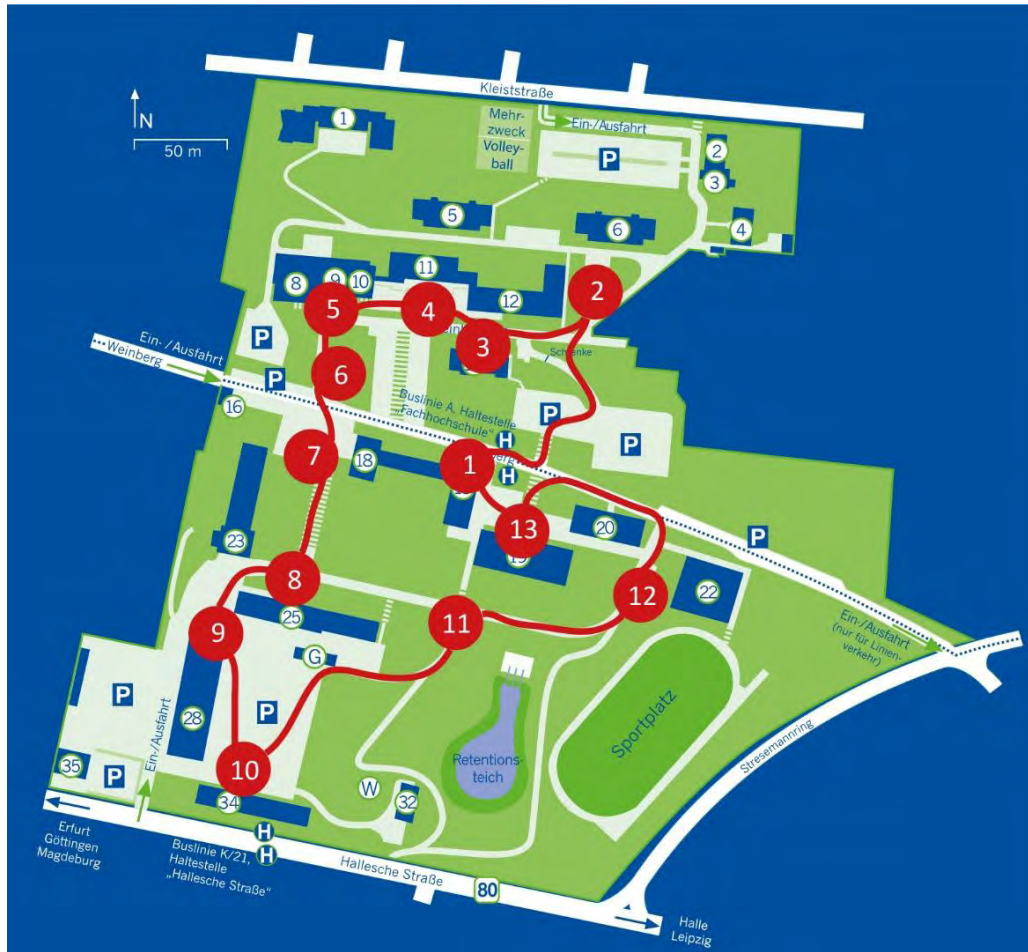 Kleiststraße
N
50 m
Mehr-
zweck
Volley-
ball
Ein-/Ausfahrt
P
1
2
3
4
5
6
8
9
10
11
12
2
5
4
3
6
P
P
Ein- /Ausfahrt
Weinberg
16
Buslinie A, Haltestelle
„Fachhochschule“
H
H
P
P
7
18
1
13
20
P
23
8
25
9
11
12
22
Ein-/Ausfahrt
(nur für Linien-
verkehr)
G
P
P
28
10
Sportplatz
Stresemannring
Retentions-
teich
Ein-/Ausfahrt
35
P
34
W
32
H
H
Erfurt
Göttingen
Magdeburg
Buslinie K/21,
Haltestelle
„Hallesche Straße“
Hallesche Straße
80
Halle
Leipzig